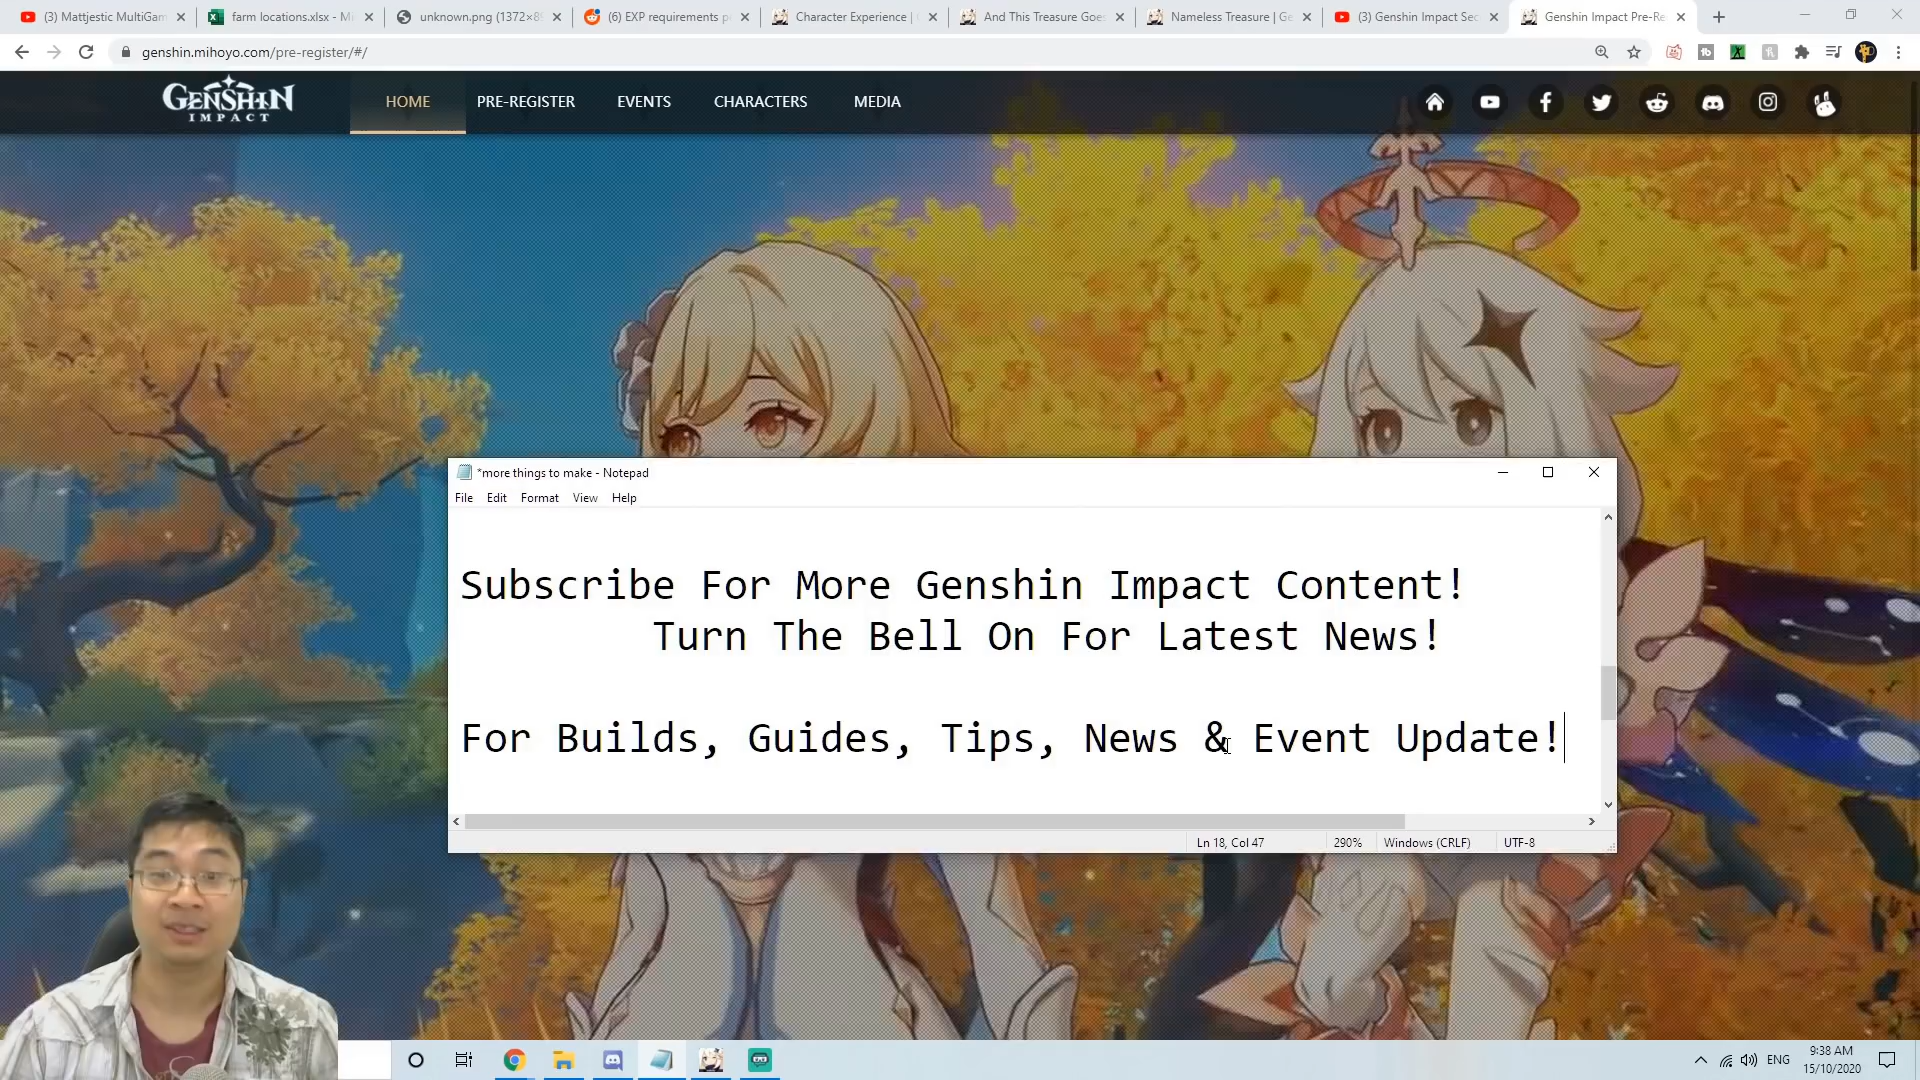 (3) Mattjestic MultiGam
farm locations.xlsx - Mi
unknown.png (1372×89
(6) EXP requirements p
Character Experience |
And This Treasure Goes
Nameless Treasure | Ge
(3) Genshin Impact Sec
Genshin Impact Pre-Re
genshin.mihoyo.com/pre-register/#/
GENSHIN
IMPACT
HOME
PRE-REGISTER
EVENTS
CHARACTERS
MEDIA
*more things to make - Notepad
File Edit Format View Help
Subscribe For More Genshin Impact Content!
Turn The Bell On For Latest News!
For Builds, Guides, Tips, News & Event Update!
Ln 18, Col 47
290%
Windows (CRLF)
UTF-8
ENG
9:38 AM
15/10/2020